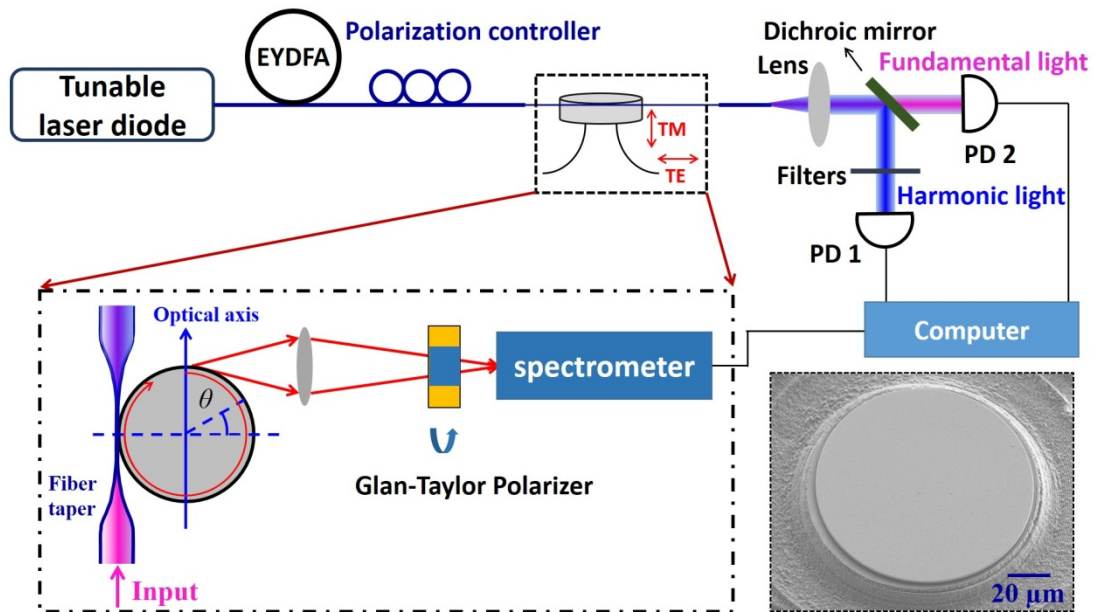 Polarization controller
EYDFA
Tunable
laser diode
TM
TE
Dichroic mirror
Lens
Fundamental light
PD 2
Filters
Harmonic light
PD 1
Computer
Optical axis
θ
spectrometer
Fiber
taper
Glan-Taylor Polarizer
Input
20 µm